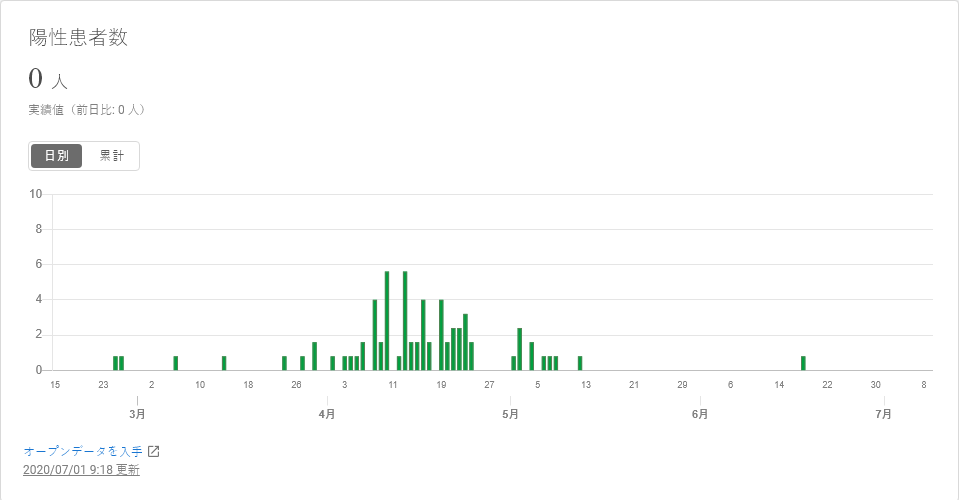 陽性患者数
0 人
実績値（前日比: 0 人）
日別 累計
10
8
6
4
2
0
15 23 2 10 18 26 3 11 19 27 5 13 21 29 6 14 22 30 8
3月 4月 5月 6月 7月
オープンデータを入手
2020/07/01 9:18 更新